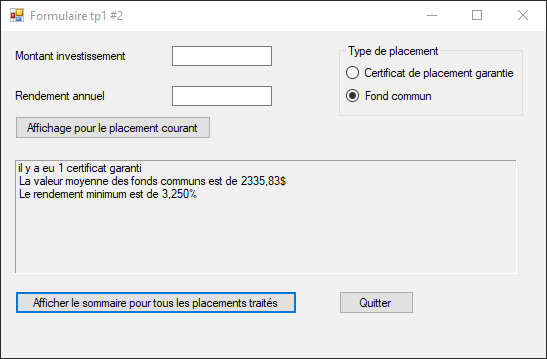 Formulaire tp1 #2
Montant investissement
Type de placement
Certificat de placement garantie
Rendement annuel
Fond commun
Affichage pour le placement courant
il y a eu 1 certificat garanti
La valeur moyenne des fonds communs est de 2335,83$
Le rendement minimum est de 3,250%
Afficher le sommaire pour tous les placements traités
Quitter